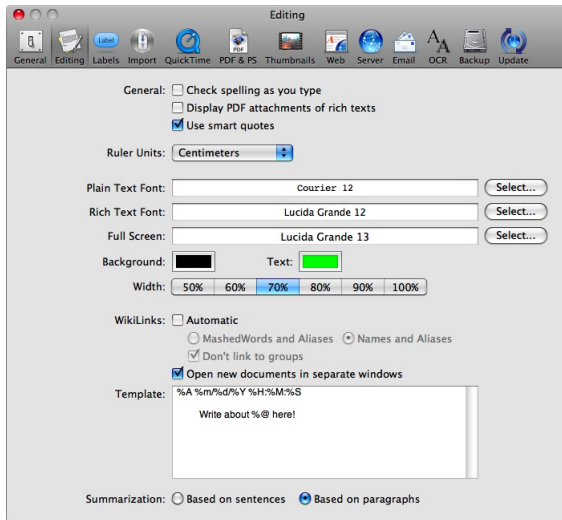 Editing
Label
PDF
General Editing Labels Import QuickTime PDF & PS Thumbnails Web Server Email OCR Backup Update
General: Check spelling as you type
Display PDF attachments of rich texts
Use smart quotes
Ruler Units: Centimeters
Plain Text Font: Courier 12 Select...
Rich Text Font: Lucida Grande 12 Select...
Full Screen: Lucida Grande 13 Select...
Background: Text:
Width: 50% 60% 70% 80% 90% 100%
WikiLinks: Automatic
MashedWords and Aliases Names and Aliases
Don't link to groups
Open new documents in separate windows
Template: %A %m/%d/%Y %H:%M:%S
Write about %@ here!
Summarization: Based on sentences Based on paragraphs